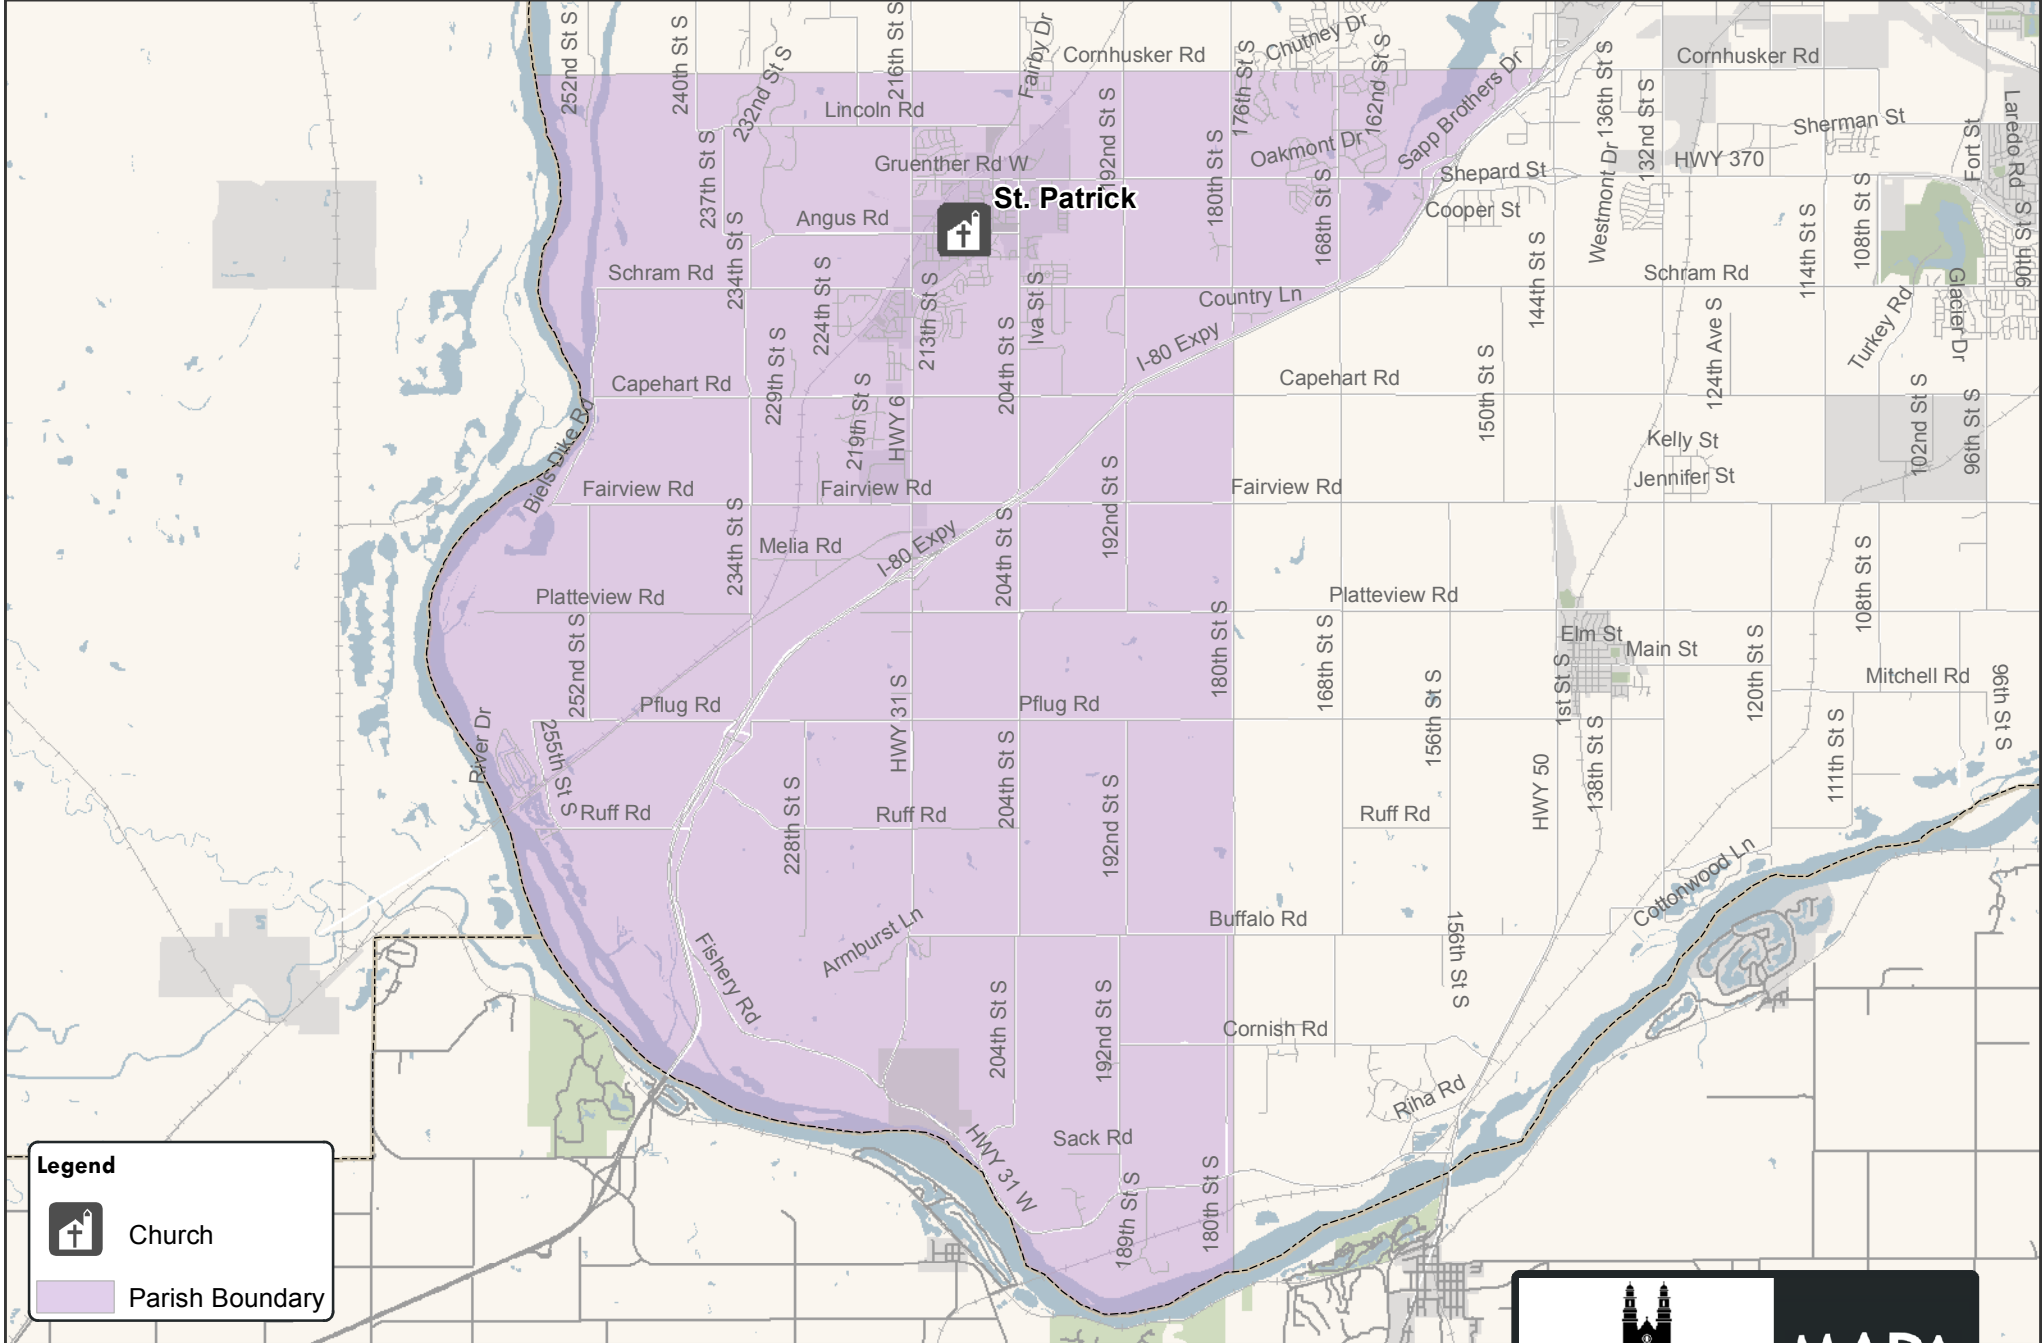 252nd St S
240th St S
232nd St S
216th St S
Fairby Dr
Cornhusker Rd
Chutney Dr
176th St S
162nd St S
Sapp Brothers Dr
136th St S
Cornhusker Rd
132nd St S
Lincoln Rd
192nd St S
Sherman St
Fort St
Laredo Rd
237th St S
Gruenther Rd W
180th St S
Oakmont Dr
Shepard St
HWY 370
St. Patrick
168th St S
Cooper St
Westmont Dr
108th St S
114th St S
90th St S
Angus Rd
234th St S
Schram Rd
224th St S
213th St S
Iva St S
Country Ln
144th St S
Schram Rd
Glacier Dr
Turkey Rd
I-80 Expy
124th Ave S
229th St S
204th St S
Capehart Rd
Capehart Rd
150th St S
219th St S
HWY 6
102nd St S
96th St S
Biels Dike Rd
Kelly St
Jennifer St
Fairview Rd
Fairview Rd
Fairview Rd
192nd St S
234th St S
Melia Rd
I-80 Expy
204th St S
Platteview Rd
Platteview Rd
108th St S
252nd St S
180th St S
168th St S
Elm St
Main St
1st St S
120th St S
Mitchell Rd
96th St S
Pflug Rd
HWY 31 S
Pflug Rd
156th St S
River Dr
255th St S
204th St S
111th St S
HWY 50
138th St S
228th St S
192nd St S
Ruff Rd
Ruff Rd
Ruff Rd
Cottonwood Ln
Armburst Ln
Buffalo Rd
156th St S
Fishery Rd
204th St S
192nd St S
Cornish Rd
Riha Rd
HWY 31 W
Sack Rd
189th St S
180th St S
Legend
Church
Parish Boundary